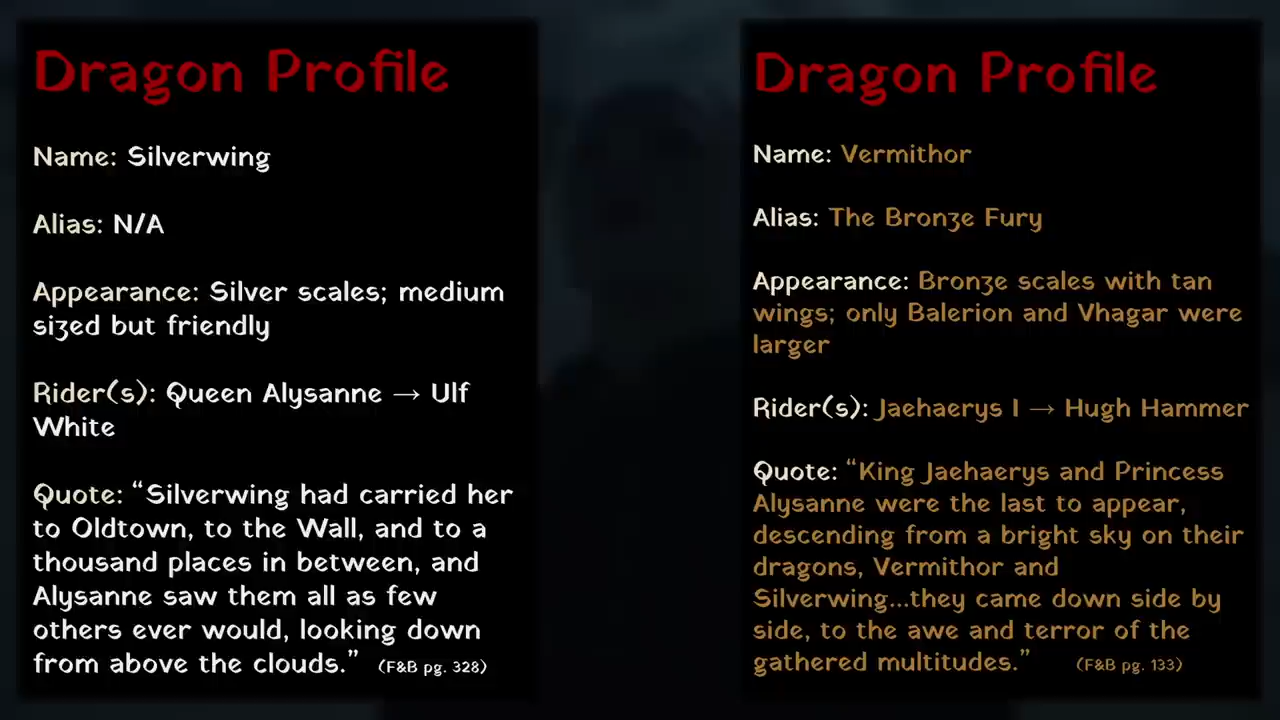 Dragon Profile
Name: Silverwing
Alias: N/A
Appearance: Silver scales; medium
sized but friendly
Rider(s): Queen Alysanne → Ulf
White
Quote: “Silverwing had carried her
to Oldtown, to the Wall, and to a
thousand places in between, and
Alysanne saw them all as few
others ever would, looking down
from above the clouds.” (F&B pg. 328)
Dragon Profile
Name: Vermithor
Alias: The Bronze Fury
Appearance: Bronze scales with tan
wings; only Balerion and Vhagar were
larger
Rider(s): Jaehaerys I → Hugh Hammer
Quote: “King Jaehaerys and Princess
Alysanne were the last to appear,
descending from a bright sky on their
dragons, Vermithor and
Silverwing...they came down side by
side, to the awe and terror of the
gathered multitudes.” (F&B pg. 133)